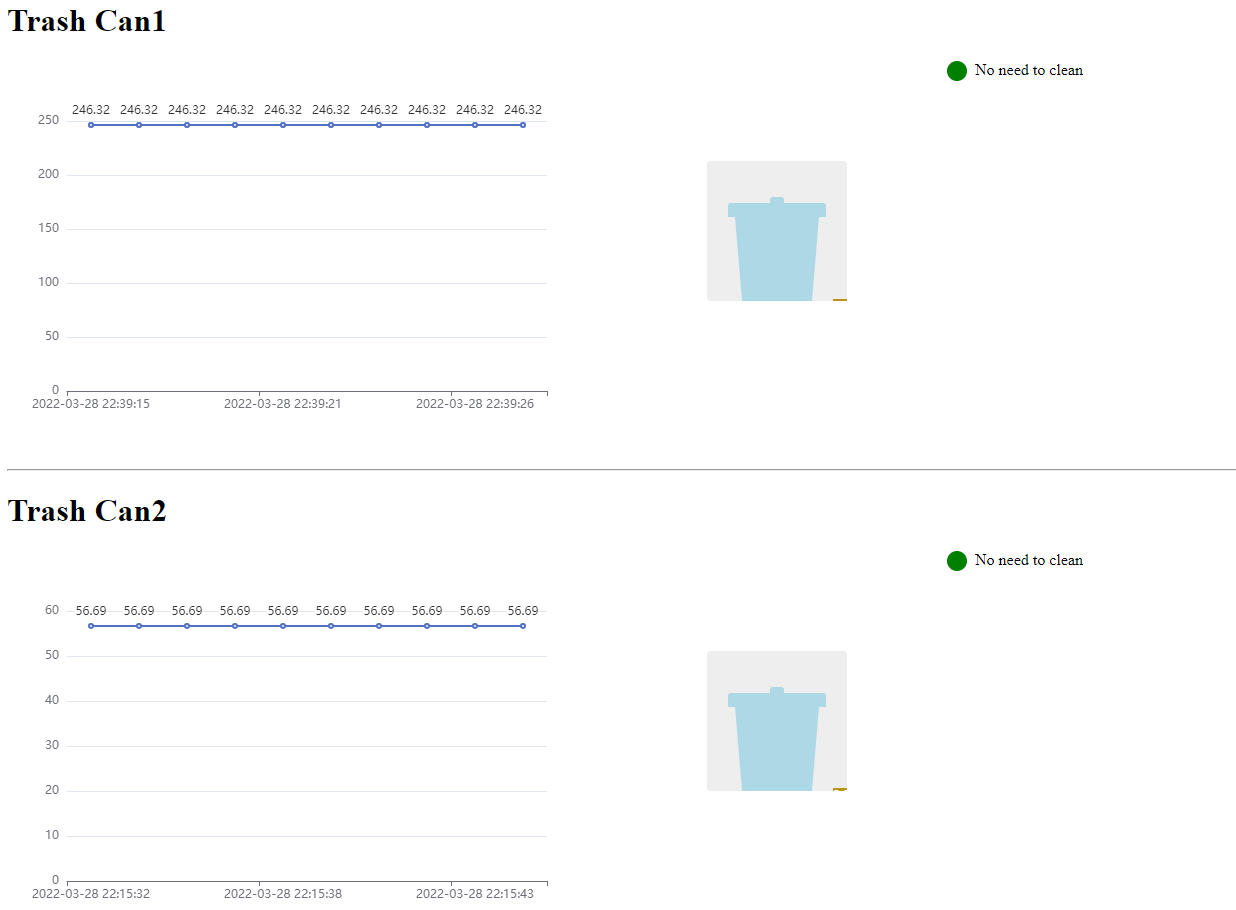 Trash Can1
No need to clean
246.32 246.32 246.32 246.32 246.32 246.32 246.32 246.32 246.32 246.32
250
200
150
100
50
0
2022-03-28 22:39:15 2022-03-28 22:39:21 2022-03-28 22:39:26
Trash Can2
No need to clean
60 56.69 56.69 56.69 56.69 56.69 56.69 56.69 56.69 56.69 56.69
50
40
30
20
10
0
2022-03-28 22:15:32 2022-03-28 22:15:38 2022-03-28 22:15:43